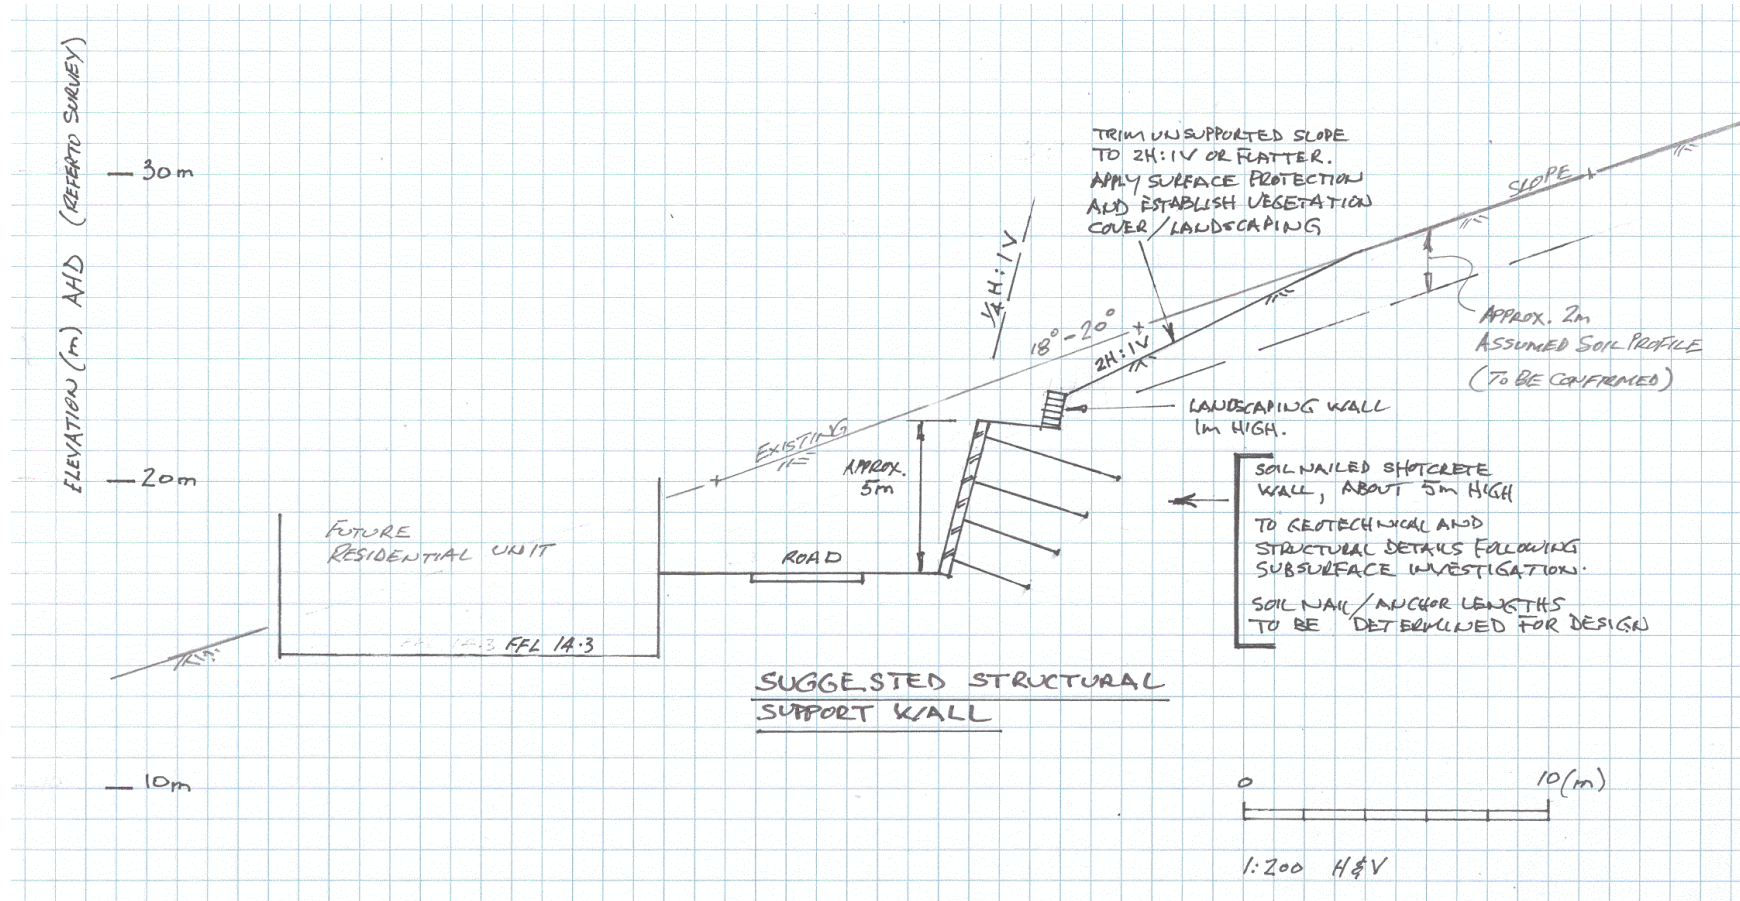 ELEVATION (m) AHD (REFER TO SURVEY)
30m
20m
10m
TRIM UNSUPPORTED SLOPE
TO 2H:1V OR FLATTER.
APPLY SURFACE PROTECTION
AND ESTABLISH VEGETATION
COVER/LANDSCAPING
SLOPE
1/4H:1V
18°-20°
2H:1V
APPROX. 2m
ASSUMED SOIL PROFILE
(TO BE CONFIRMED)
LANDSCAPING WALL
1m HIGH.
EXISTING
APPROX.
5m
SOIL NAILED SHOTCRETE
WALL, ABOUT 5m HIGH
TO GEOTECHNICAL AND
STRUCTURAL DETAILS FOLLOWING
SUBSURFACE INVESTIGATION.
SOIL NAIL/ANCHOR LENGTHS
TO BE DETERMINED FOR DESIGN
FUTURE
RESIDENTIAL UNIT
ROAD
FFL 14.3
SUGGESTED STRUCTURAL
SUPPORT WALL
0 10(m)
1:200 H&V